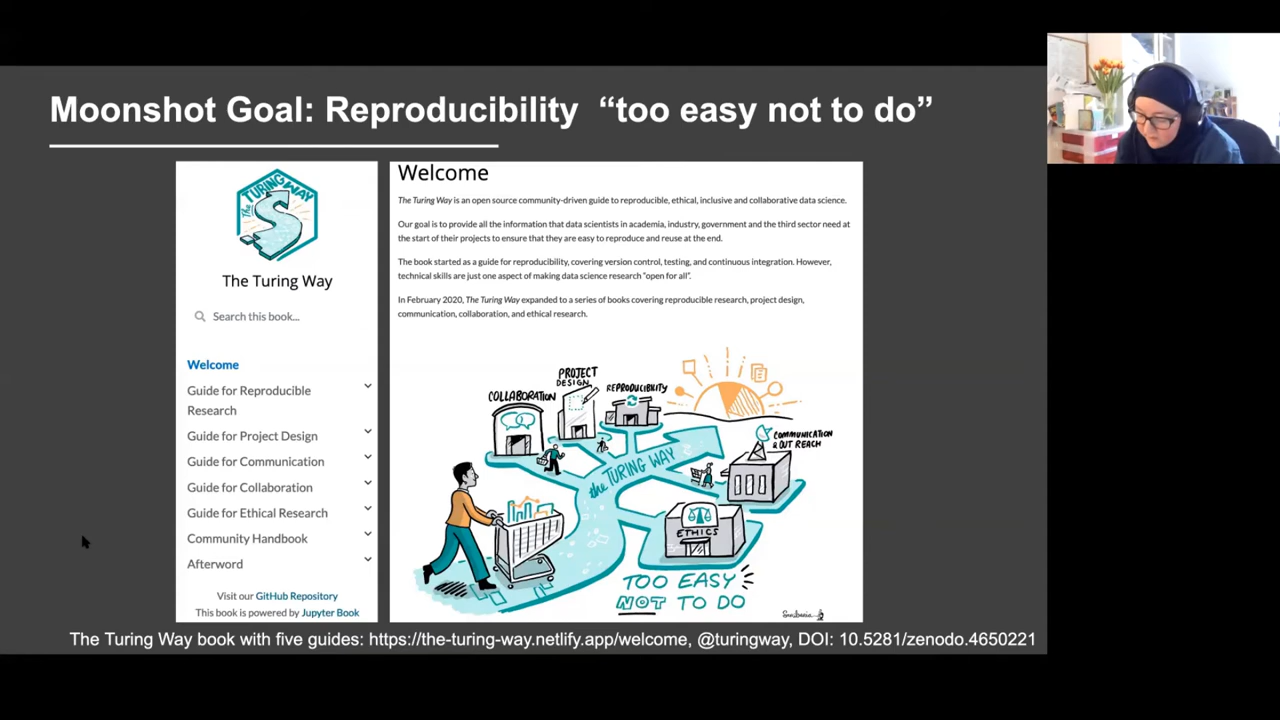 Moonshot Goal: Reproducibility “too easy not to do”
The TURING WAY
The Turing Way
Search this book...
Welcome
Guide for Reproducible
Research
Guide for Project Design
Guide for Communication
Guide for Collaboration
Guide for Ethical Research
Community Handbook
Afterword
Visit our GitHub Repository
This book is powered by Jupyter Book
Welcome
The Turing Way is an open source community-driven guide to reproducible, ethical, inclusive and collaborative data science.
Our goal is to provide all the information that data scientists in academia, industry, government and the third sector need at
the start of their projects to ensure that they are easy to reproduce and reuse at the end.
The book started as a guide for reproducibility, covering version control, testing, and continuous integration. However,
technical skills are just one aspect of making data science research “open for all”.
In February 2020, The Turing Way expanded to a series of books covering reproducible research, project design,
communication, collaboration, and ethical research.
COLLABORATION
PROJECT
DESIGN
REPRODUCIBILITY
COMMUNICATION
& OUT REACH
the TURING WAY
ETHICS
TOO EASY
NOT TO DO
The Turing Way book with five guides: https://the-turing-way.netlify.app/welcome, @turingway, DOI: 10.5281/zenodo.4650221